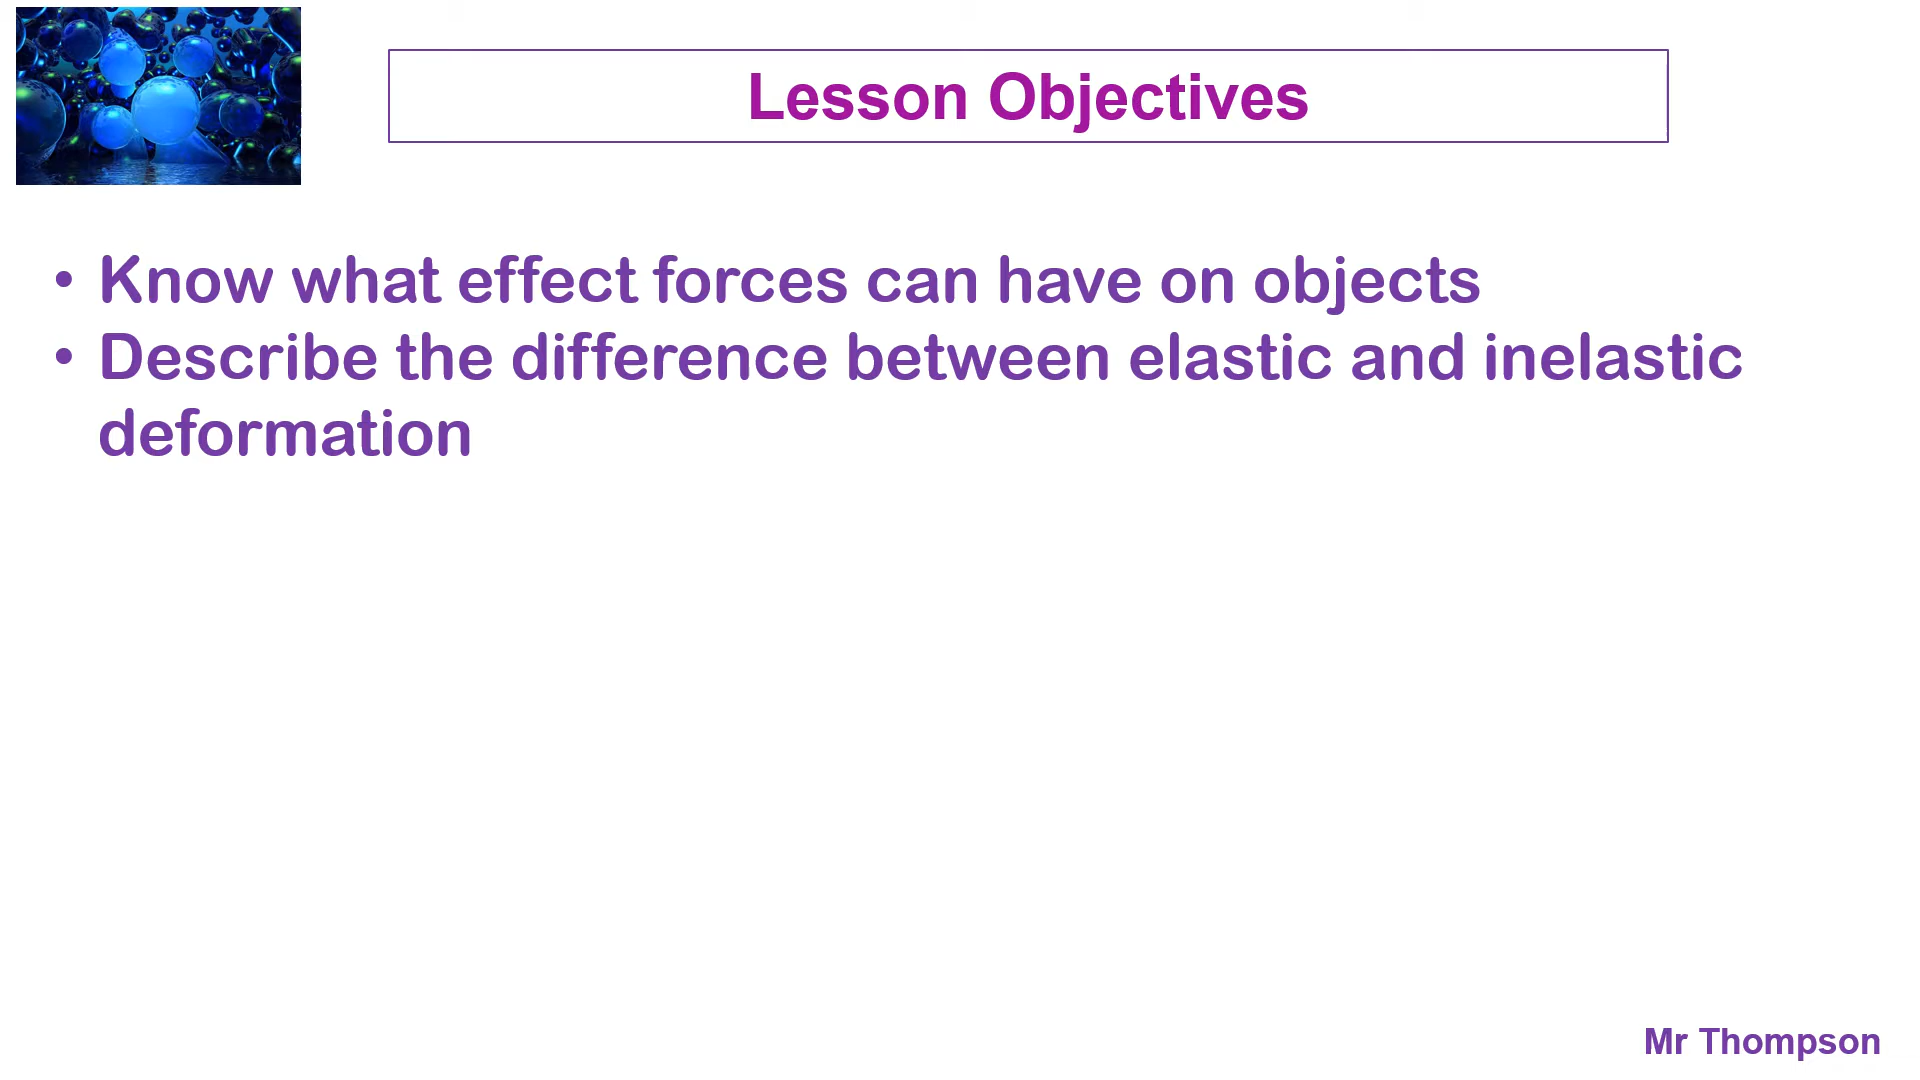 Lesson Objectives
• Know what effect forces can have on objects
• Describe the difference between elastic and inelastic
deformation
Mr Thompson